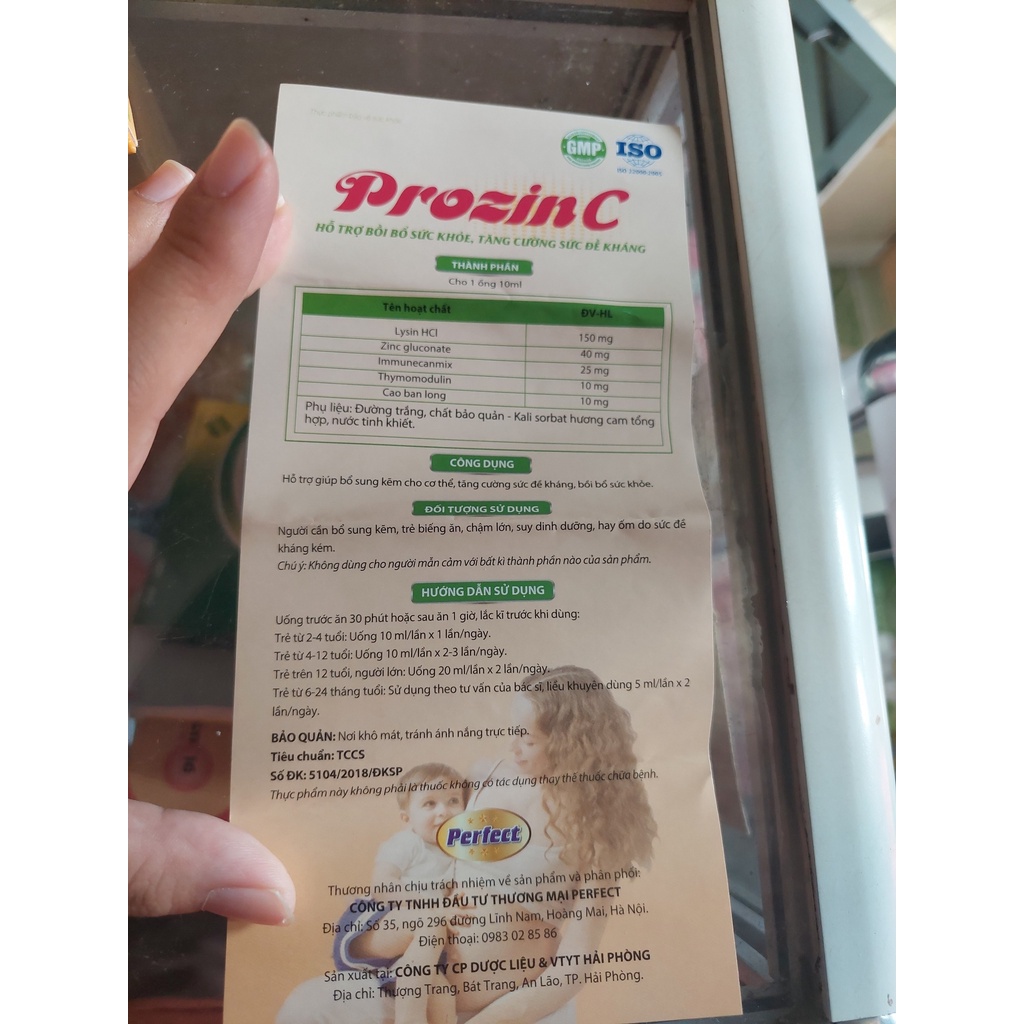 GMP
ISO
ISO 22000:2005
Prozin C
HỖ TRỢ BỒI BỔ SỨC KHỎE, TĂNG CƯỜNG SỨC ĐỀ KHÁNG
THÀNH PHẦN
Cho 1 ống 10ml
Tên hoạt chất ĐV-HL
Lysin HCl 150 mg
Zinc gluconate 40 mg
Immunecanmix 25 mg
Thymomodulin 10 mg
Cao ban long 10 mg
Phụ liệu: Đường trắng, chất bảo quản - Kali sorbat hương cam tổng
hợp, nước tinh khiết.
CÔNG DỤNG
Hỗ trợ giúp bổ sung kẽm cho cơ thể, tăng cường sức đề kháng, bồi bổ sức khỏe.
ĐỐI TƯỢNG SỬ DỤNG
Người cần bổ sung kẽm, trẻ biếng ăn, chậm lớn, suy dinh dưỡng, hay ốm do sức đề
kháng kém.
Chú ý: Không dùng cho người mẫn cảm với bất kì thành phần nào của sản phẩm.
HƯỚNG DẪN SỬ DỤNG
Uống trước ăn 30 phút hoặc sau ăn 1 giờ, lắc kĩ trước khi dùng:
Trẻ từ 2-4 tuổi: Uống 10 ml/lần x 1 lần/ngày.
Trẻ từ 4-12 tuổi: Uống 10 ml/lần x 2-3 lần/ngày.
Trẻ trên 12 tuổi, người lớn: Uống 20 ml/lần x 2 lần/ngày.
Trẻ từ 6-24 tháng tuổi: Sử dụng theo tư vấn của bác sĩ, liều khuyên dùng 5 ml/lần x 2
lần/ngày.
BẢO QUẢN: Nơi khô mát, tránh ánh nắng trực tiếp.
Tiêu chuẩn: TCCS
Số ĐK: 5104/2018/ĐKSP
Thực phẩm này không phải là thuốc không có tác dụng thay thế thuốc chữa bệnh.
Perfect
Thương nhân chịu trách nhiệm về sản phẩm và phân phối:
CÔNG TY TNHH ĐẦU TƯ THƯƠNG MẠI PERFECT
Địa chỉ: Số 35, ngõ 296 đường Lĩnh Nam, Hoàng Mai, Hà Nội.
Điện thoại: 0983 02 85 86
Sản xuất tại: CÔNG TY CP DƯỢC LIỆU & VTYT HẢI PHÒNG
Địa chỉ: Thượng Trang, Bát Trang, An Lão, TP. Hải Phòng.